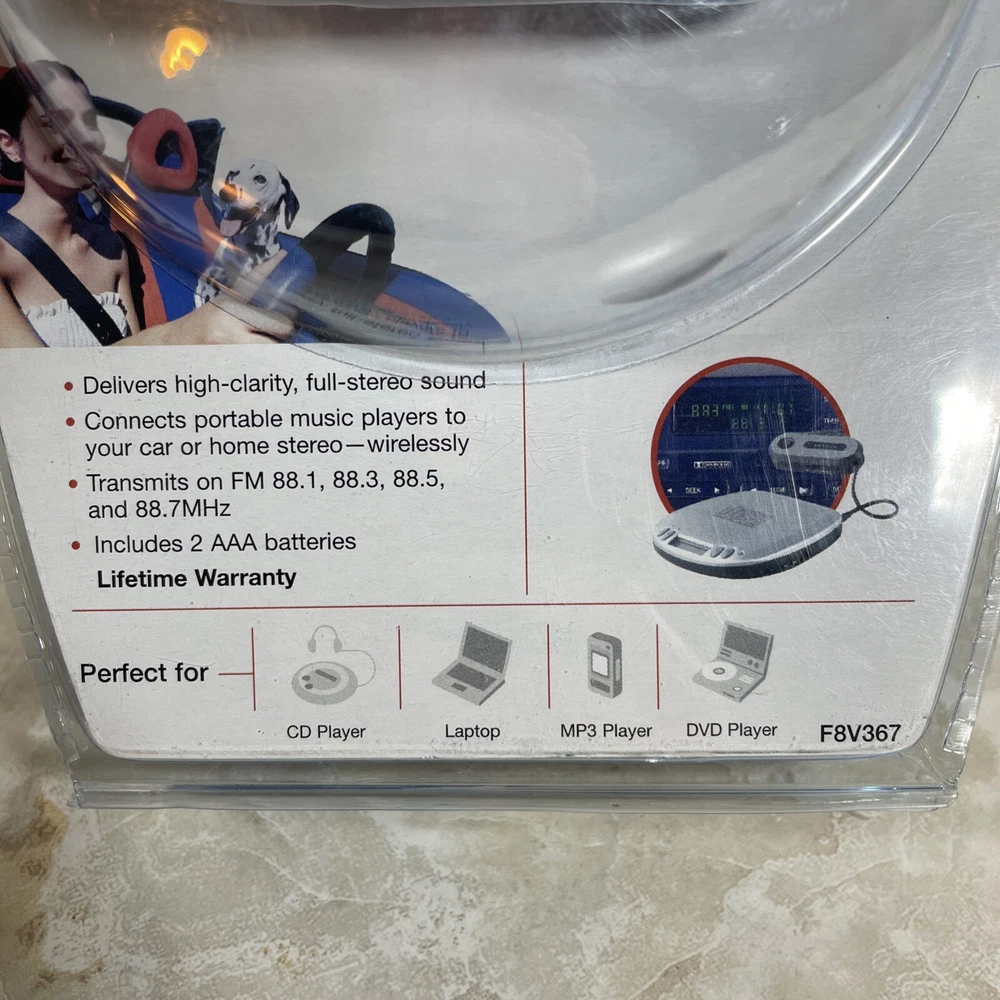 • Delivers high-clarity, full-stereo sound
• Connects portable music players to
your car or home stereo—wirelessly
• Transmits on FM 88.1, 88.3, 88.5,
and 88.7MHz
• Includes 2 AAA batteries
Lifetime Warranty
SEEK
Perfect for
CD Player
Laptop
MP3 Player
DVD Player
F8V367